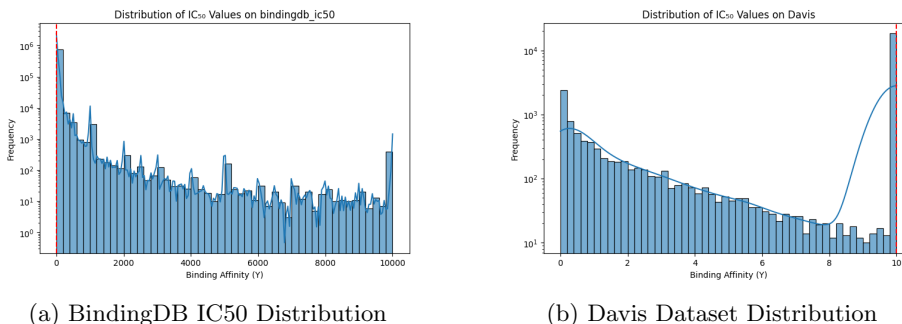 Distribution of IC₅₀ Values on bindingdb_ic50
Frequency
10⁶
10⁵
10⁴
10³
10²
10¹
10⁰
0 2000 4000 6000 8000 10000
Binding Affinity (Y)
(a) BindingDB IC50 Distribution
Distribution of IC₅₀ Values on Davis
Frequency
10⁴
10³
10²
10¹
0 2 4 6 8 10
Binding Affinity (Y)
(b) Davis Dataset Distribution